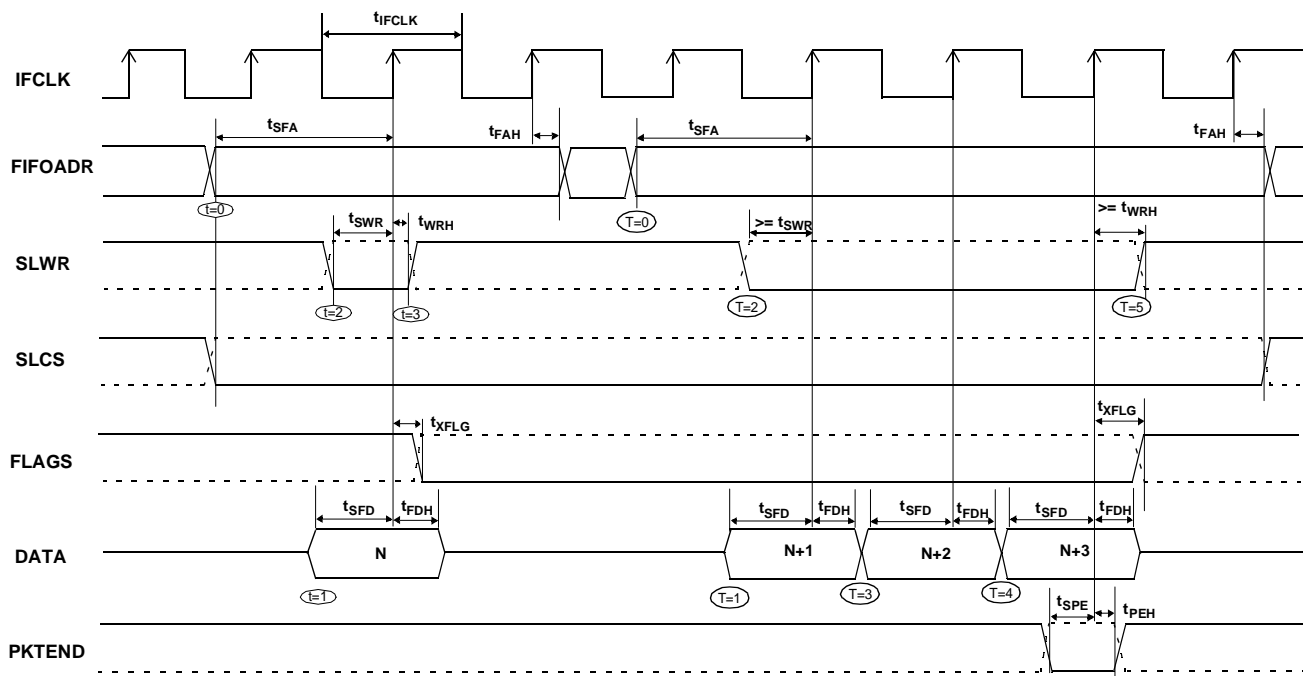 tIFCLK
IFCLK
tSFA
tFAH
tSFA
tFAH
FIFOADR
t=0
T=0
tSWR
tWRH
>= tSWR
>= tWRH
SLWR
t=2
t=3
T=2
T=5
SLCS
tXFLG
tXFLG
FLAGS
tSFD
tFDH
tSFD
tFDH
tSFD
tFDH
tSFD
tFDH
DATA
N
N+1
N+2
N+3
t=1
T=1
T=3
T=4
tSPE
tPEH
PKTEND